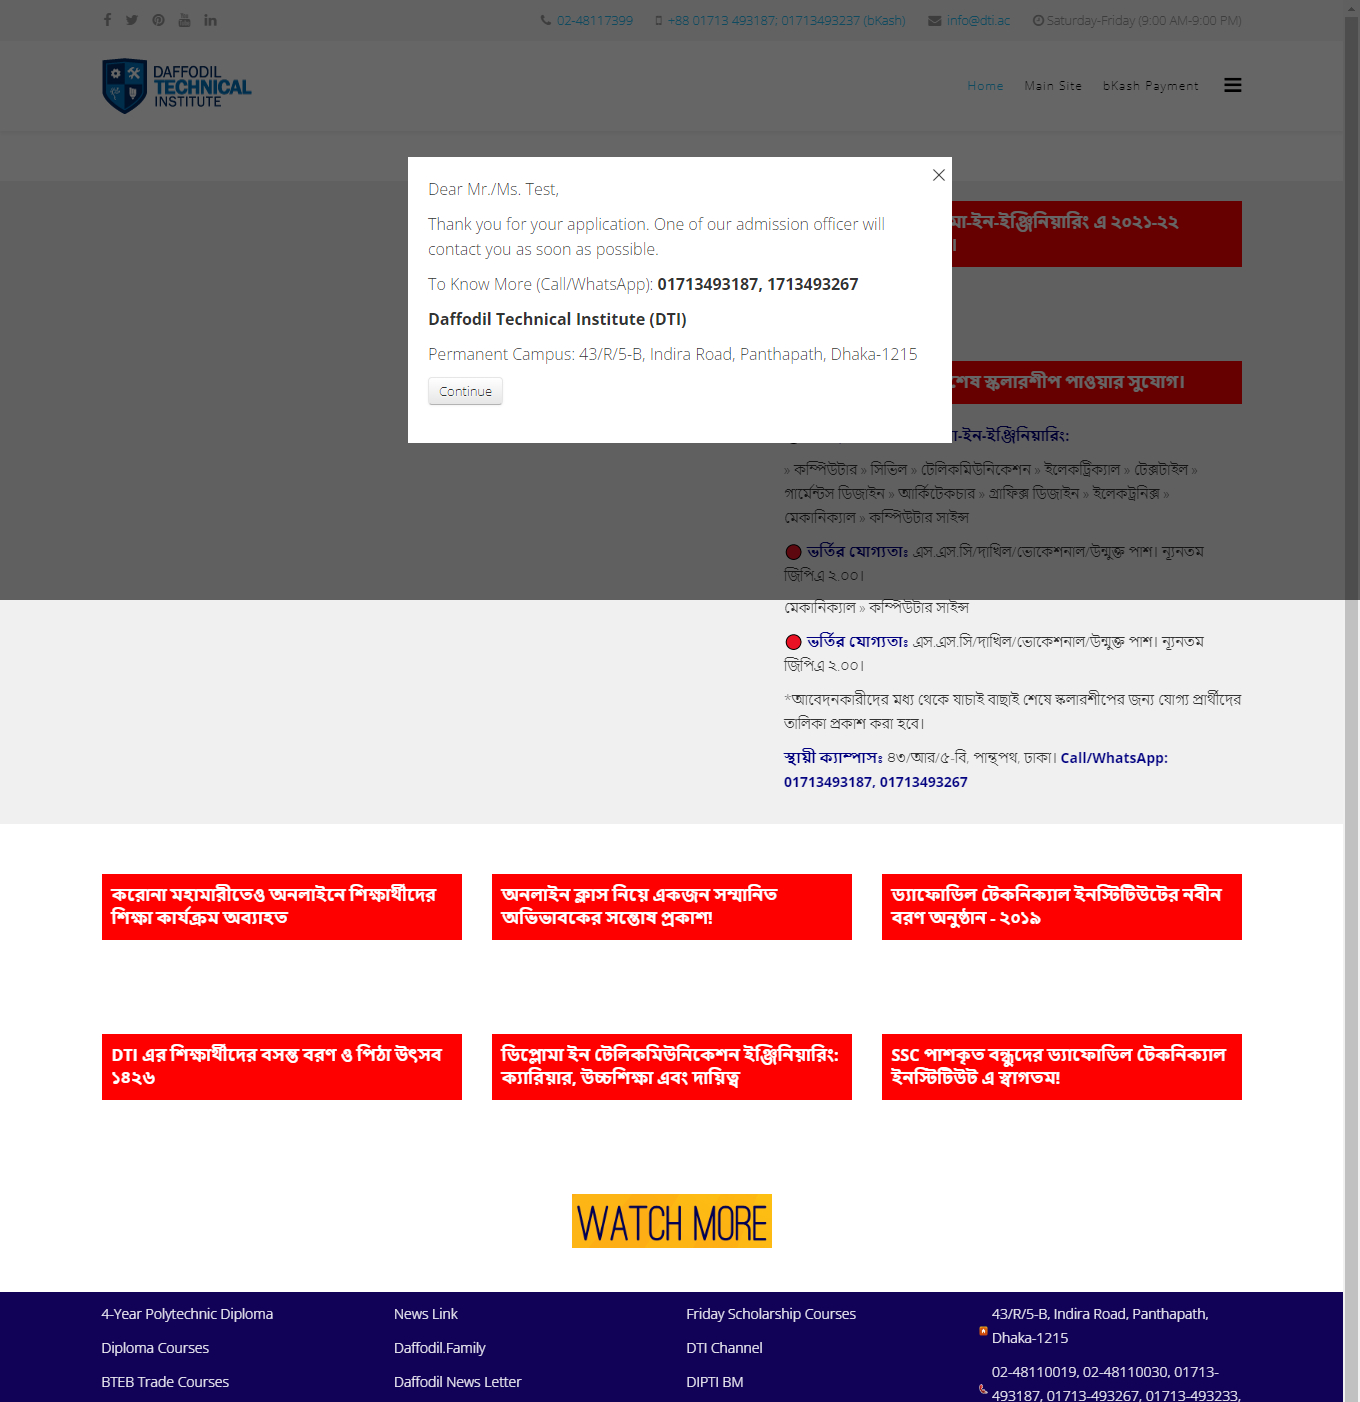 02-48117399 +88 01713 493187; 01713493237 (bKash) info@dti.ac Saturday-Friday (9:00 AM-9:00 PM)
DAFFODIL
TECHNICAL
INSTITUTE
Home Main Site bKash Payment
Dear Mr./Ms. Test,
Thank you for your application. One of our admission officer will
contact you as soon as possible.
To Know More (Call/WhatsApp): 01713493187, 1713493267
Daffodil Technical Institute (DTI)
Permanent Campus: 43/R/5-B, Indira Road, Panthapath, Dhaka-1215
Continue
মা-ইন-ইঞ্জিনিয়ারিং এ ২০২১-২২
শেষ স্কলারশীপ পাওয়ার সুযোগ।
মা-ইন-ইঞ্জিনিয়ারিং:
» কম্পিউটার » সিভিল » টেলিকমিউনিকেশন » ইলেকট্রিক্যাল » টেক্সটাইল »
গার্মেন্টস ডিজাইন » আর্কিটেকচার » গ্রাফিক্স ডিজাইন » ইলেকট্রনিক্স »
মেকানিক্যাল » কম্পিউটার সাইন্স
ভর্তির যোগ্যতাঃ এস.এস.সি/দাখিল/ভোকেশনাল/উন্মুক্ত পাশ। ন্যূনতম
জিপিএ ২.০০।
মেকানিক্যাল » কম্পিউটার সাইন্স
ভর্তির যোগ্যতাঃ এস.এস.সি/দাখিল/ভোকেশনাল/উন্মুক্ত পাশ। ন্যূনতম
জিপিএ ২.০০।
*আবেদনকারীদের মধ্য থেকে যাচাই বাছাই শেষে স্কলারশীপের জন্য যোগ্য প্রার্থীদের
তালিকা প্রকাশ করা হবে।
স্থায়ী ক্যাম্পাসঃ ৪৩/আর/৫-বি, পান্থপথ, ঢাকা। Call/WhatsApp:
01713493187, 01713493267
করোনা মহামারীতেও অনলাইনে শিক্ষার্থীদের
শিক্ষা কার্যক্রম অব্যাহত
অনলাইন ক্লাস নিয়ে একজন সম্মানিত
অভিভাবকের সন্তোষ প্রকাশ!
ড্যাফোডিল টেকনিক্যাল ইনস্টিটিউটের নবীন
বরণ অনুষ্ঠান - ২০১৯
DTI এর শিক্ষার্থীদের বসন্ত বরণ ও পিঠা উৎসব
১৪২৬
ডিপ্লোমা ইন টেলিকমিউনিকেশন ইঞ্জিনিয়ারিং:
ক্যারিয়ার, উচ্চশিক্ষা এবং দায়িত্ব
SSC পাশকৃত বন্ধুদের ড্যাফোডিল টেকনিক্যাল
ইনস্টিটিউট এ স্বাগতম!
WATCH MORE
4-Year Polytechnic Diploma
Diploma Courses
BTEB Trade Courses
News Link
Daffodil.Family
Daffodil News Letter
Friday Scholarship Courses
DTI Channel
DIPTI BM
43/R/5-B, Indira Road, Panthapath,
Dhaka-1215
02-48110019, 02-48110030, 01713-
493187, 01713-493267, 01713-493233,